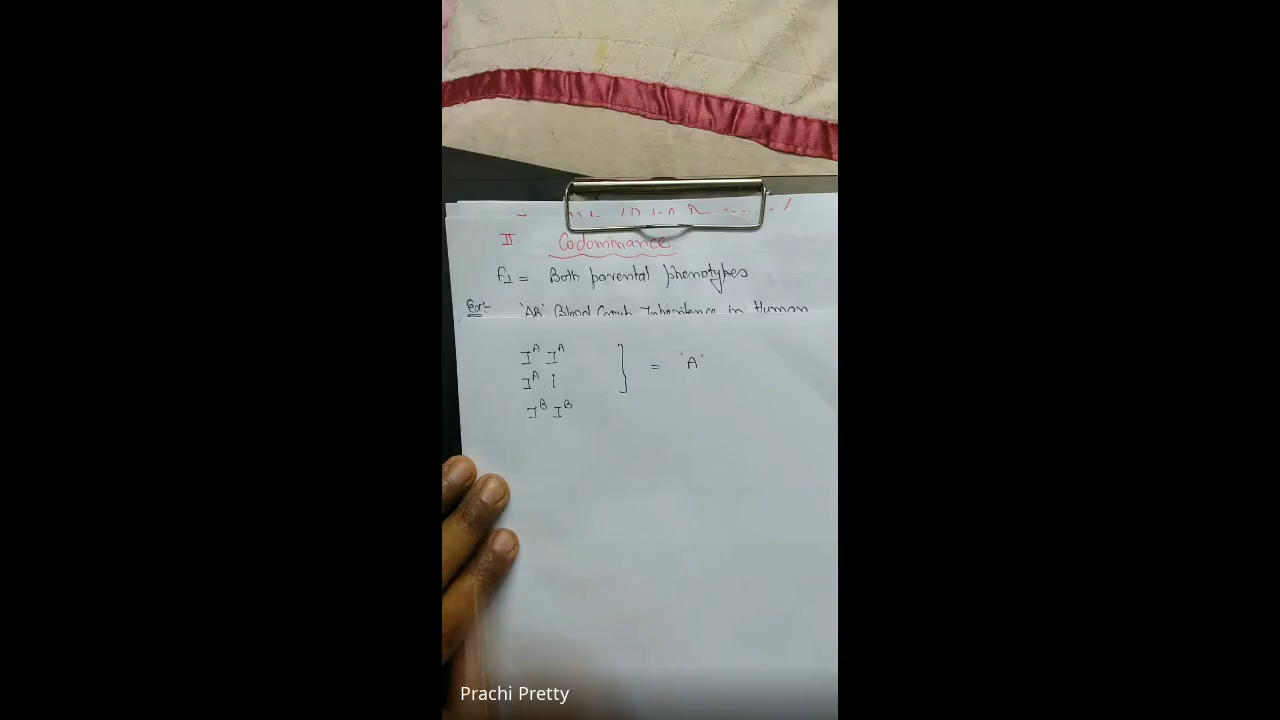 II Codominance
F1 = Both parental phenotypes
Ex:- 'AB' Blood Group Inheritance in Human
I^A I^A
I^A i } = 'A'
I^B I^B
Prachi Pretty